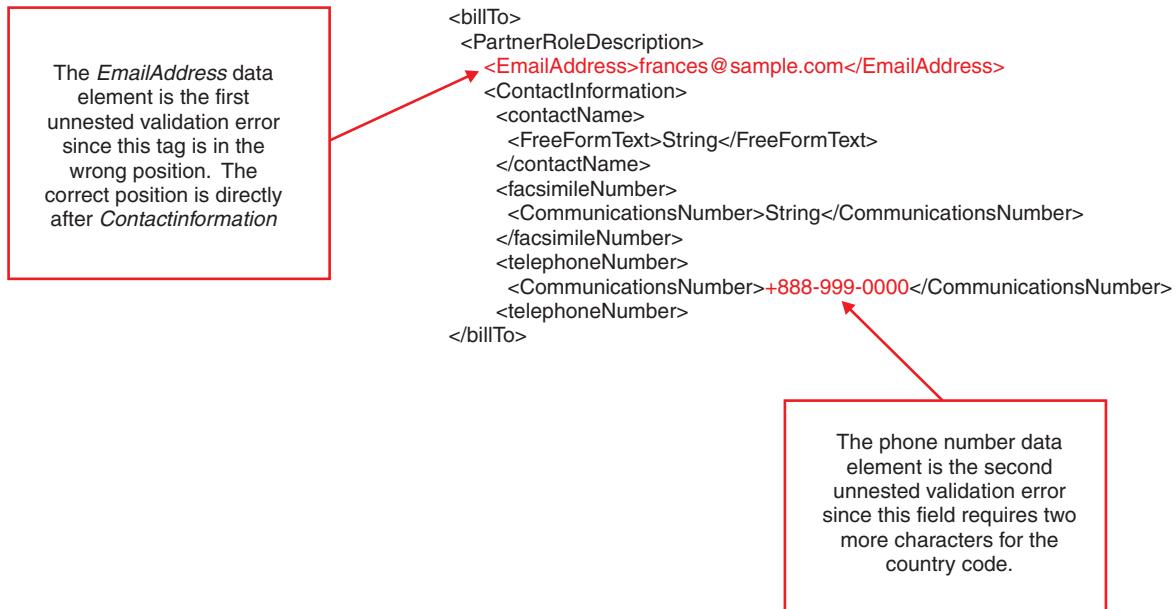 <billTo>
<PartnerRoleDescription>
<EmailAddress>frances@sample.com</EmailAddress>
<ContactInformation>
<contactName>
<FreeFormText>String</FreeFormText>
</contactName>
<facsimileNumber>
<CommunicationsNumber>String</CommunicationsNumber>
</facsimileNumber>
<telephoneNumber>
<CommunicationsNumber>+888-999-0000</CommunicationsNumber>
<telephoneNumber>
</billTo>
The EmailAddress data
element is the first
unnested validation error
since this tag is in the
wrong position. The
correct position is directly
after Contactinformation
The phone number data
element is the second
unnested validation error
since this field requires two
more characters for the
country code.